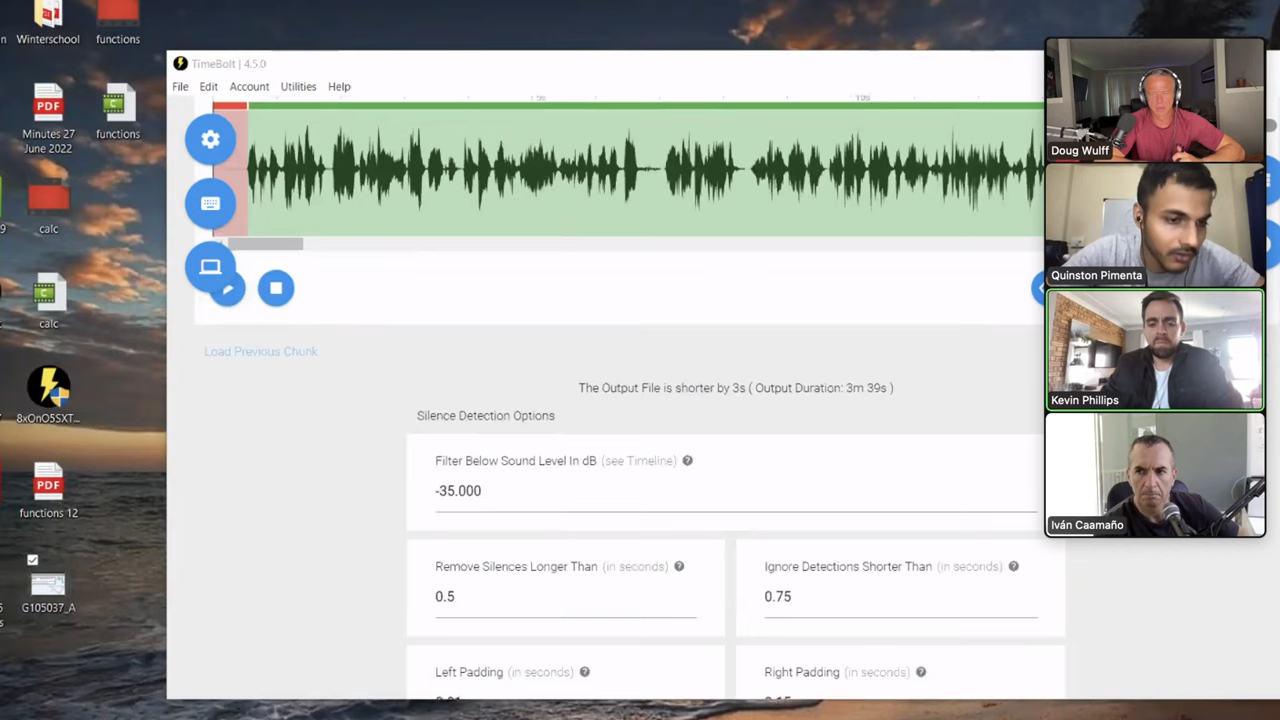 Winterschool
functions
TimeBolt | 4.5.0
File Edit Account Utilities Help
PDF
Minutes 27
June 2022
functions
calc
calc
8xOnO5SXT...
PDF
functions 12
G105037_A
Load Previous Chunk
The Output File is shorter by 3s ( Output Duration: 3m 39s )
Silence Detection Options
Filter Below Sound Level In dB (see Timeline)
-35.000
Remove Silences Longer Than (in seconds)
0.5
Ignore Detections Shorter Than (in seconds)
0.75
Left Padding (in seconds)
Right Padding (in seconds)
Doug Wulff
Quinston Pimenta
Kevin Phillips
Iván Caamaño